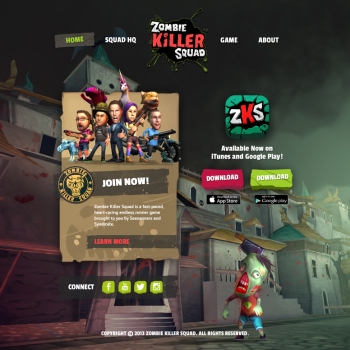 HOME
SQUAD HQ
ZOMBIE
KILLER
SQUAD
GAME
ABOUT
ZKS
Available Now on
iTunes and Google Play!
DOWNLOAD
DOWNLOAD
App Store
Google play
ZOMBIE
KILLER SQUAD
JOIN NOW!
Zombie Killer Squad is a fast paced,
heart-racing endless runner game
brought to you by
and
LEARN MORE
CONNECT
COPYRIGHT © 2013 ZOMBIE KILLER SQUAD. ALL RIGHTS RESERVED.